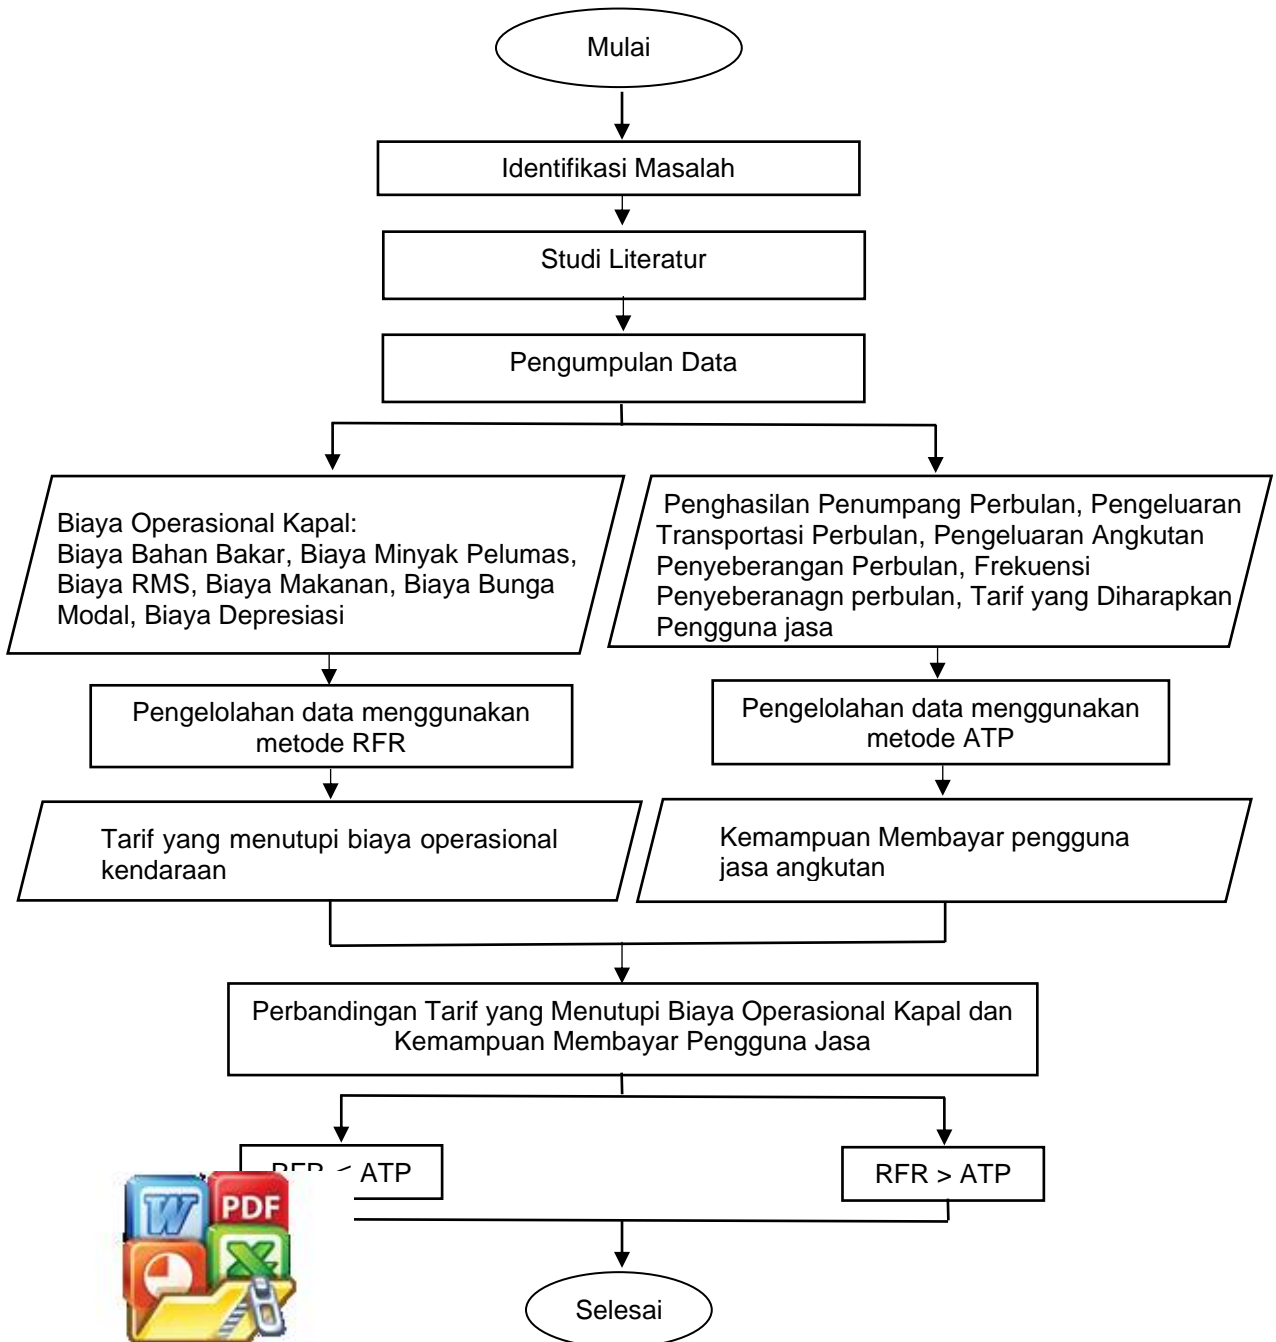 Mulai
Identifikasi Masalah
Studi Literatur
Pengumpulan Data
Biaya Operasional Kapal:
Biaya Bahan Bakar, Biaya Minyak Pelumas,
Biaya RMS, Biaya Makanan, Biaya Bunga
Modal, Biaya Depresiasi
Penghasilan Penumpang Perbulan, Pengeluaran
Transportasi Perbulan, Pengeluaran Angkutan
Penyeberangan Perbulan, Frekuensi
Penyeberanagn perbulan, Tarif yang Diharapkan
Pengguna jasa
Pengelolahan data menggunakan
metode RFR
Pengelolahan data menggunakan
metode ATP
Tarif yang menutupi biaya operasional
kendaraan
Kemampuan Membayar pengguna
jasa angkutan
Perbandingan Tarif yang Menutupi Biaya Operasional Kapal dan
Kemampuan Membayar Pengguna Jasa
< ATP
RFR > ATP
W
PDF
X
Selesai